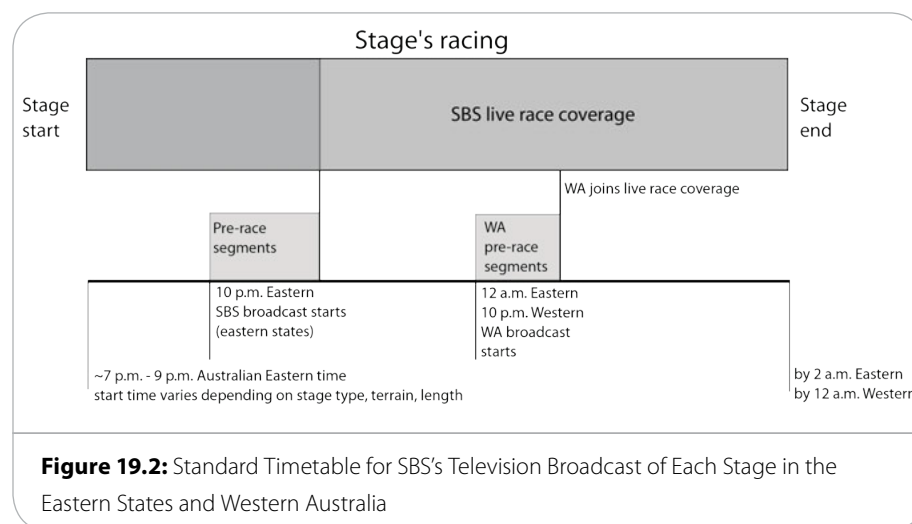 Stage's racing
Stage
start
SBS live race coverage
Stage
end
WA joins live race coverage
Pre-race
segments
WA
pre-race
segments
10 p.m. Eastern
SBS broadcast starts
(eastern states)
12 a.m. Eastern
10 p.m. Western
WA broadcast
starts
~7 p.m. - 9 p.m. Australian Eastern time
start time varies depending on stage type, terrain, length
by 2 a.m. Eastern
by 12 a.m. Western
Figure 19.2: Standard Timetable for SBS’s Television Broadcast of Each Stage in the
Eastern States and Western Australia